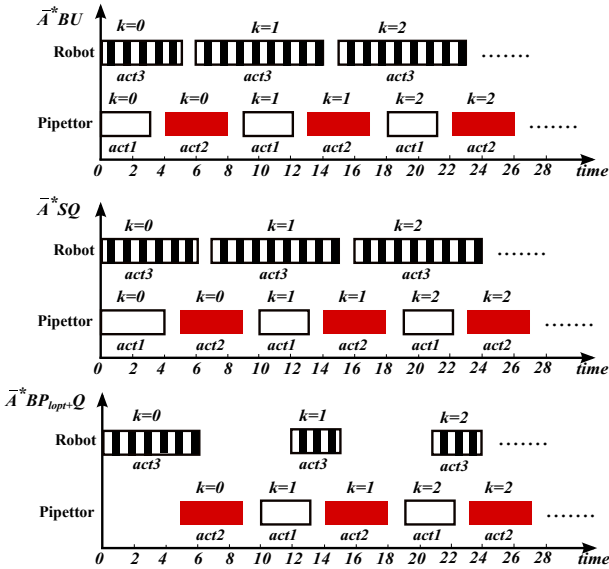 Ā*BU
k=0 k=1 k=2
Robot .......
act3 act3 act3
k=0 k=0 k=1 k=1 k=2 k=2
Pipettor .......
act1 act2 act1 act2 act1 act2
0 2 4 6 8 10 12 14 16 18 20 22 24 26 28 time
Ā*SQ
k=0 k=1 k=2
Robot .......
act3 act3 act3
k=0 k=0 k=1 k=1 k=2 k=2
Pipettor .......
act1 act2 act1 act2 act1 act2
0 2 4 6 8 10 12 14 16 18 20 22 24 26 28 time
Ā*BPlopt+Q
k=0 k=1 k=2
Robot .......
act3 act3 act3
k=0 k=1 k=1 k=2 k=2
Pipettor .......
act2 act1 act2 act1 act2
0 2 4 6 8 10 12 14 16 18 20 22 24 26 28 time